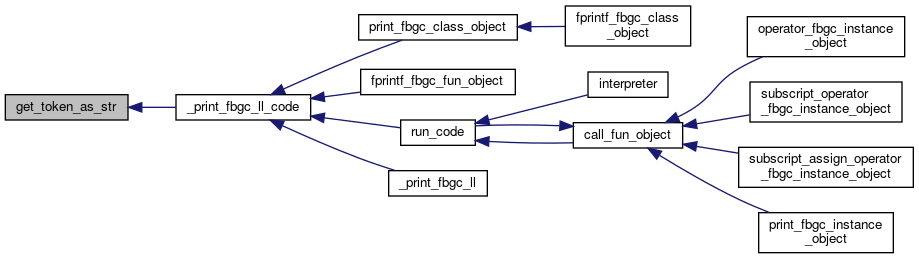 get_token_as_str
_print_fbgc_ll_code
print_fbgc_class_object
fprintf_fbgc_class
_object
fprintf_fbgc_fun_object
run_code
interpreter
call_fun_object
operator_fbgc_instance
_object
subscript_operator
_fbgc_instance_object
subscript_assign_operator
_fbgc_instance_object
print_fbgc_instance
_object
_print_fbgc_ll